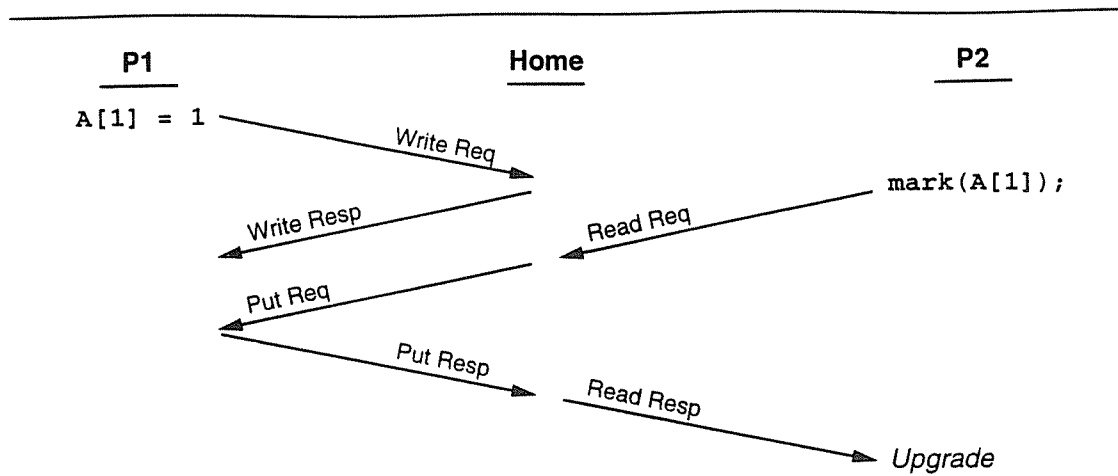 P1 Home P2
A[1] = 1
Write Req
mark(A[1]);
Write Resp
Read Req
Put Req
Put Resp
Read Resp
Upgrade